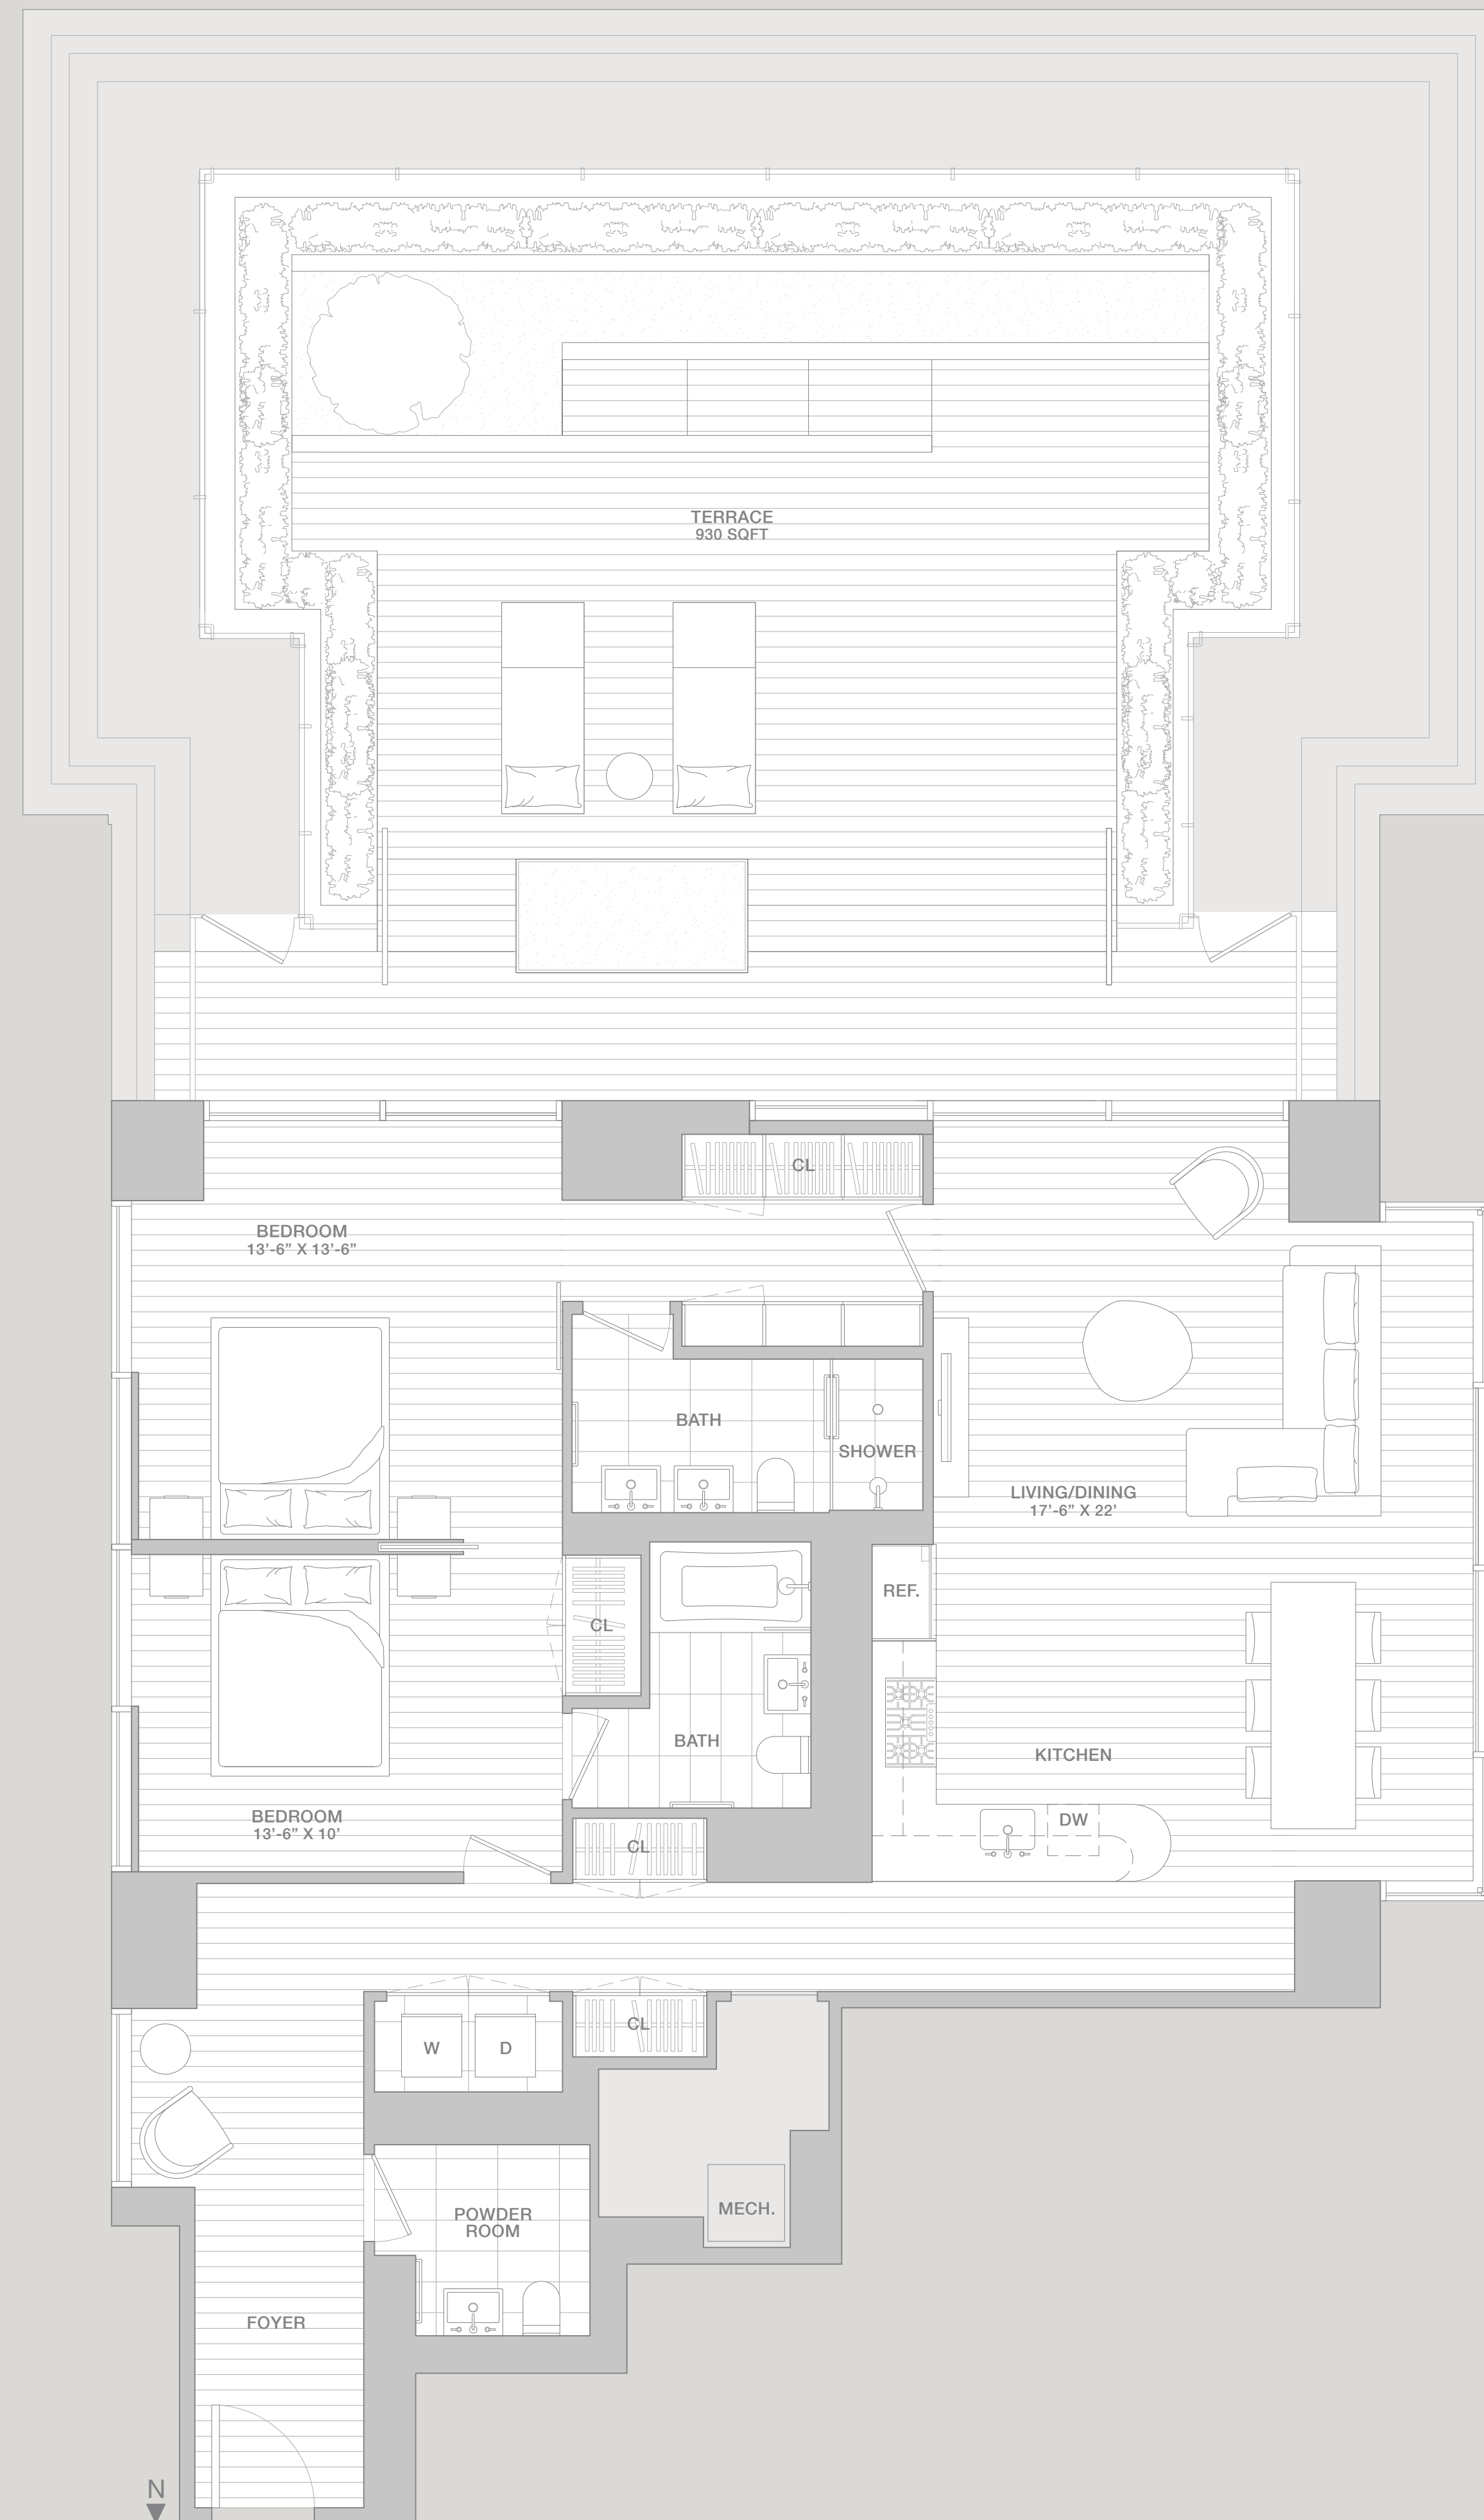 TERRACE
930 SQFT
CL
BEDROOM
13'-6” X 13'-6”
BATH
SHOWER
LIVING/DINING
17'-6” X 22'
REF.
CL
BATH
KITCHEN
BEDROOM
13'-6” X 10'
DW
CL
CL
W
D
MECH.
POWDER
ROOM
FOYER
N